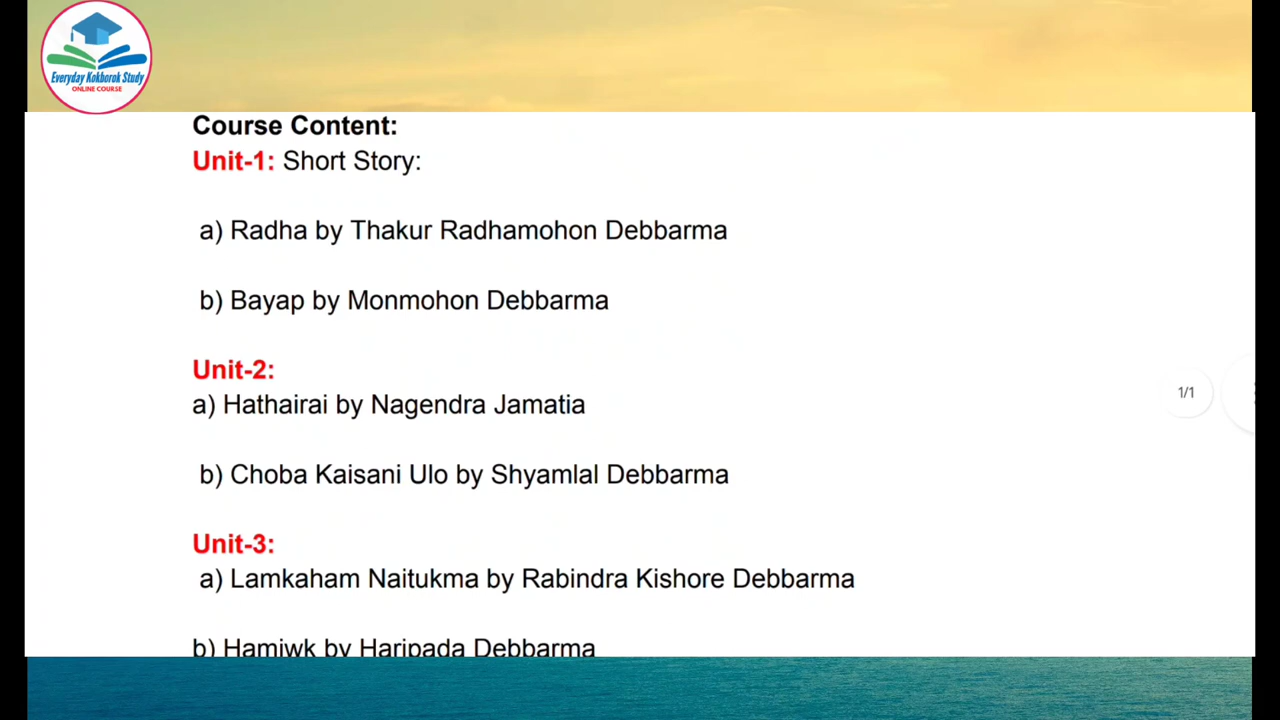 Everyday Kokborok Study
ONLINE COURSE
Course Content:
Unit-1: Short Story:
a) Radha by Thakur Radhamohon Debbarma
b) Bayap by Monmohon Debbarma
Unit-2:
a) Hathairai by Nagendra Jamatia
b) Choba Kaisani Ulo by Shyamlal Debbarma
1/1
Unit-3:
a) Lamkaham Naitukma by Rabindra Kishore Debbarma
b) Hamjwk by Haripada Debbarma